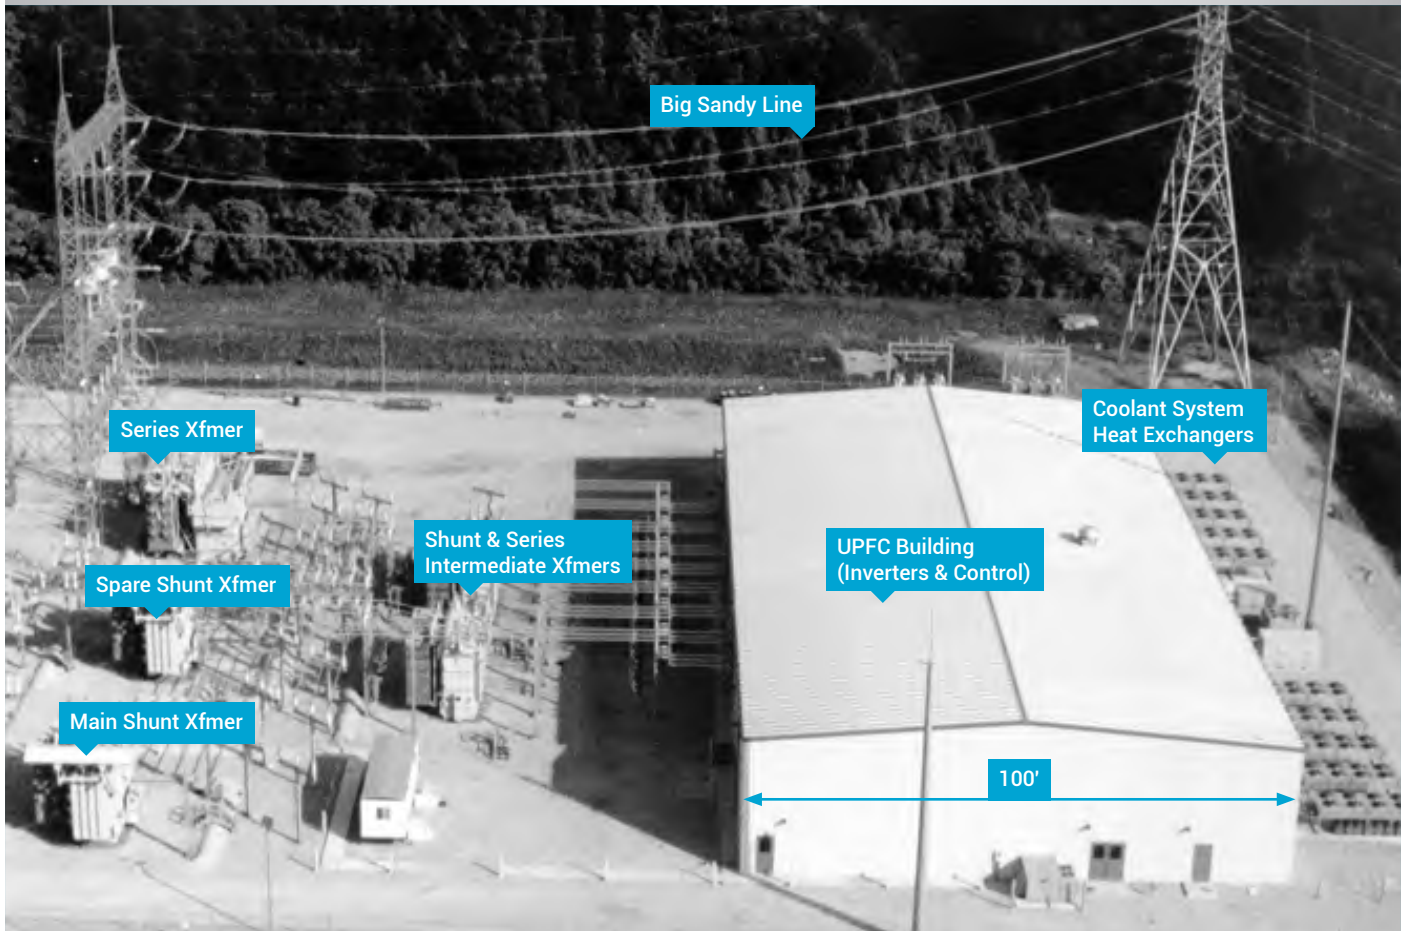 Big Sandy Line
Series Xfmer
Coolant System
Heat Exchangers
Shunt & Series
Intermediate Xfmers
UPFC Building
(Inverters & Control)
Spare Shunt Xfmer
Main Shunt Xfmer
100'